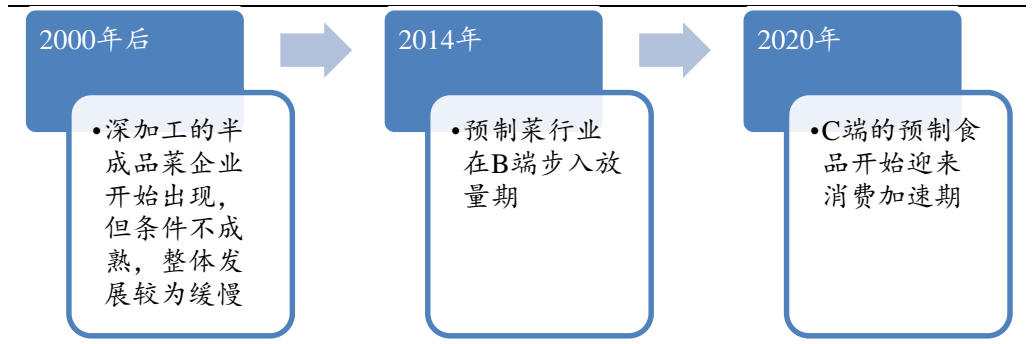 2000年后
•深加工的半
成品菜企业
开始出现，
但条件不成
熟，整体发
展较为缓慢
2014年
•预制菜行业
在B端步入放
量期
2020年
•C端的预制食
品开始迎来
消费加速期